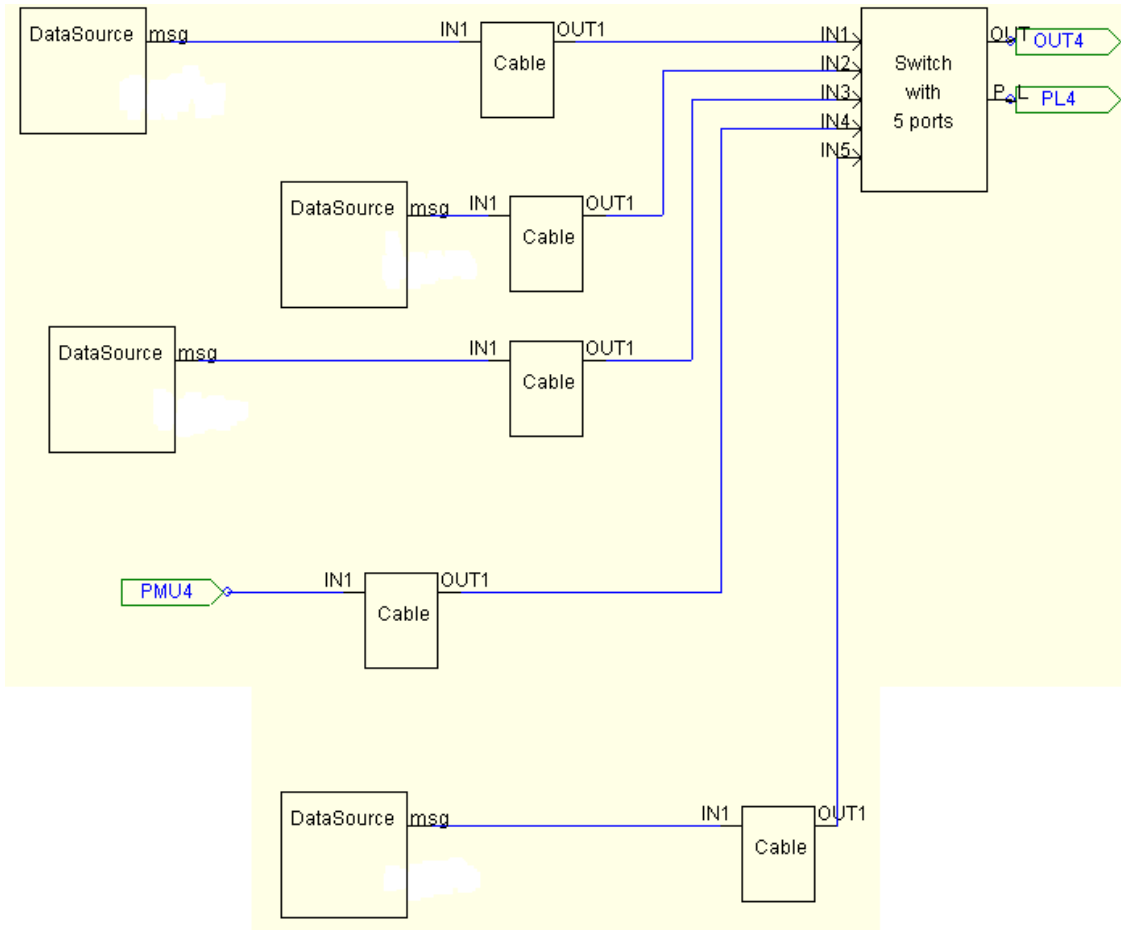 DataSource msg IN1 OUT1 IN1 OUT OUT4
Cable Switch
IN2
with
IN3 P_L PL4
5 ports
IN4
IN5
DataSource msg IN1 OUT1
Cable
DataSource msg IN1 OUT1
Cable
PMU4 IN1 OUT1
Cable
DataSource msg IN1 OUT1
Cable